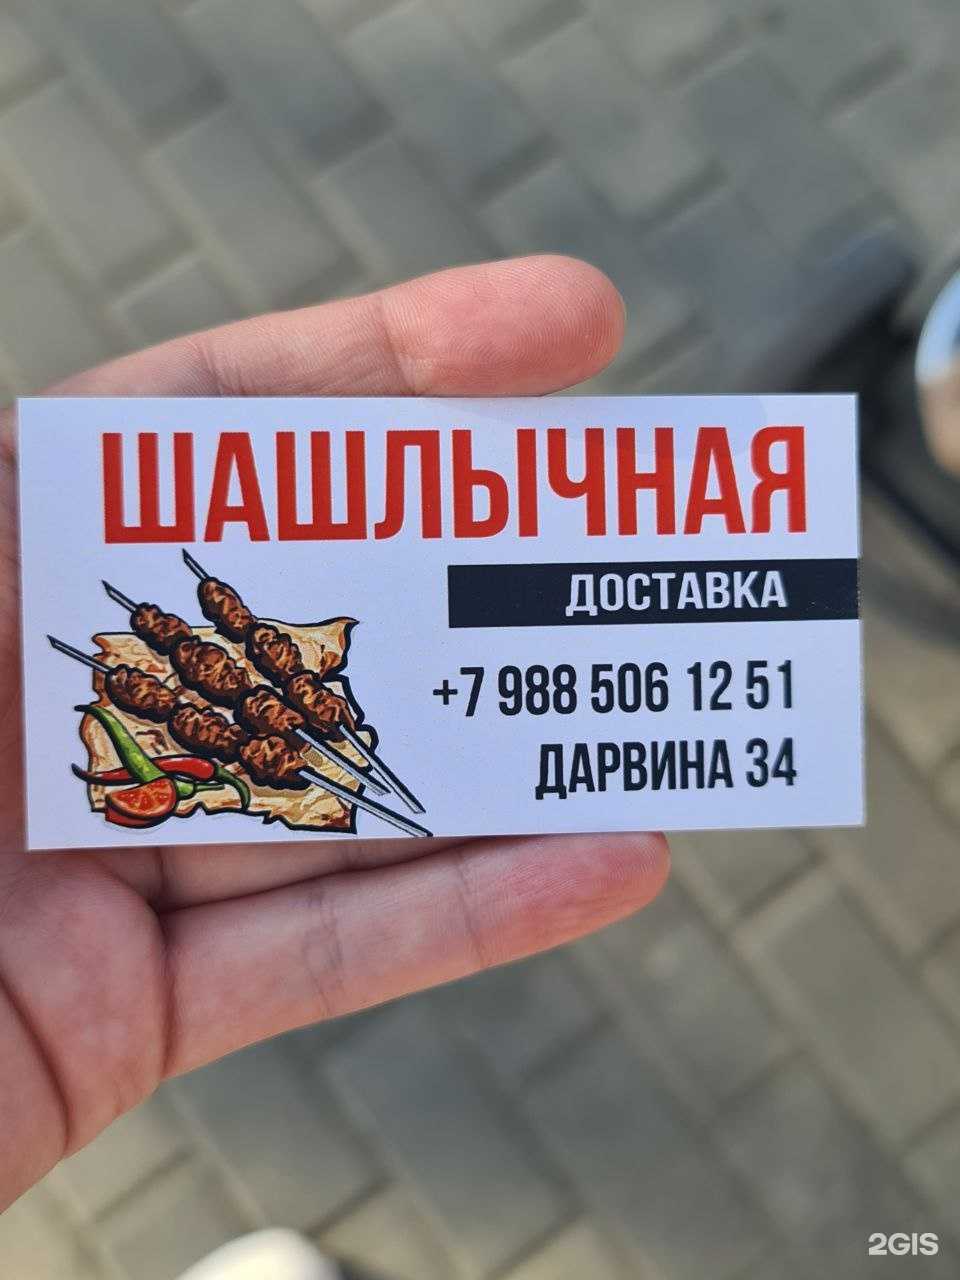 ШАШЛЫЧНАЯ
ДОСТАВКА
+7 988 506 12 51
ДАРВИНА 34
2GIS